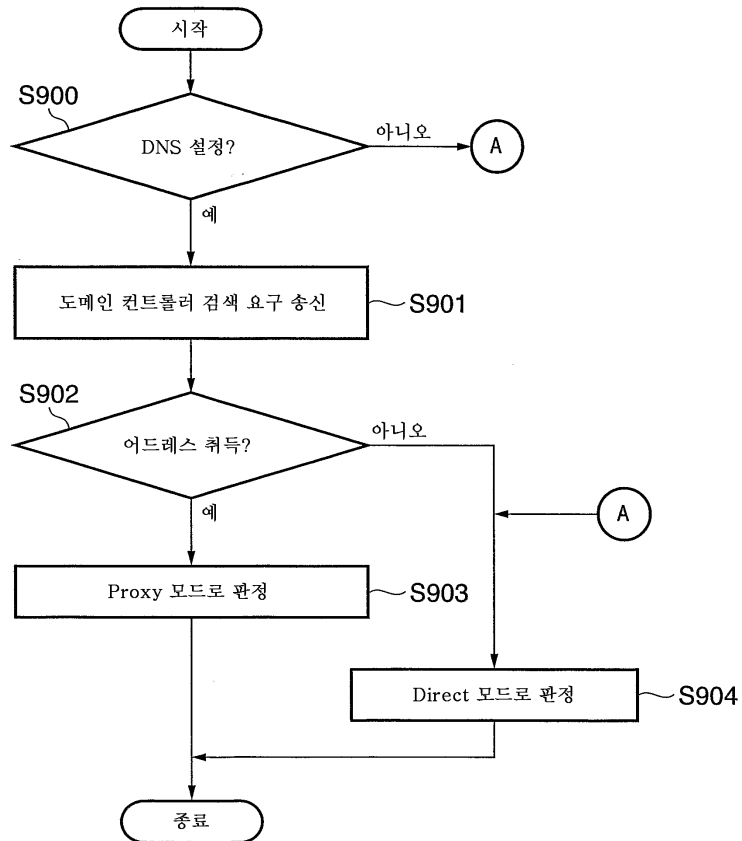 시작
S900
DNS 설정?
아니오
A
예
도메인 컨트롤러 검색 요구 송신
S901
S902
어드레스 취득?
아니오
예
A
Proxy 모드로 판정
S903
Direct 모드로 판정
S904
종료